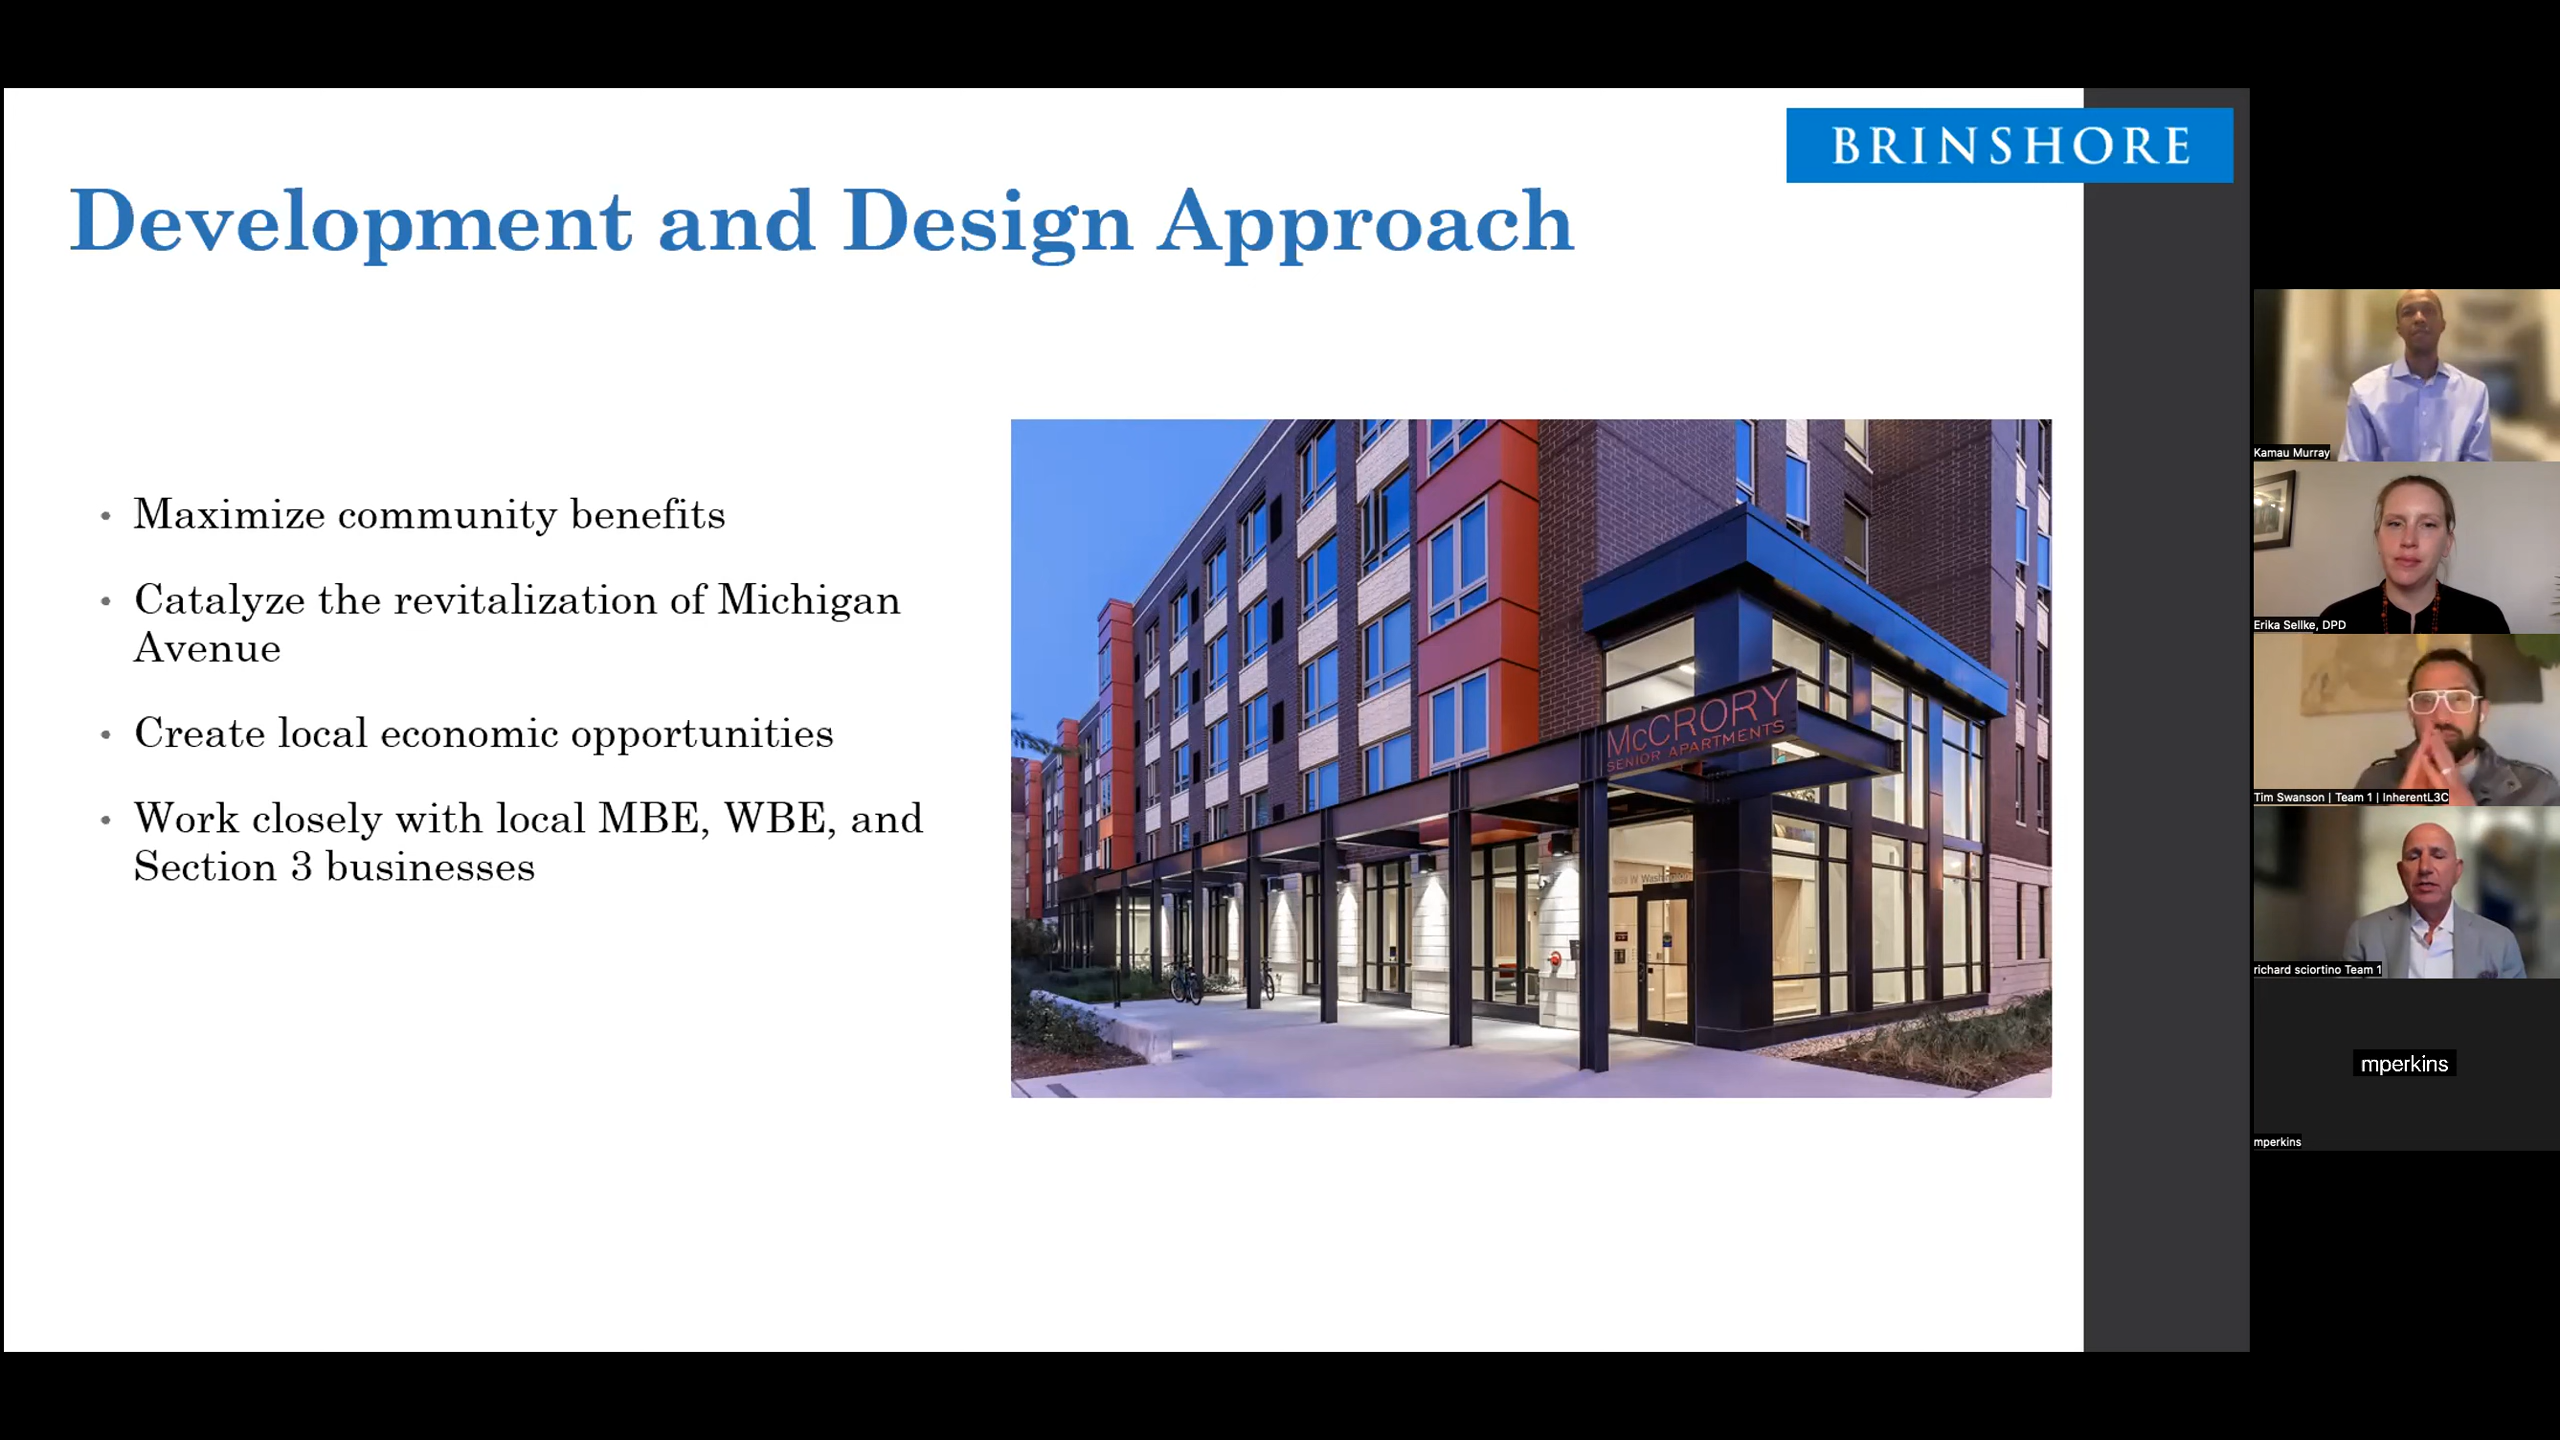 BRINSHORE
Development and Design Approach
• Maximize community benefits
• Catalyze the revitalization of Michigan
Avenue
• Create local economic opportunities
• Work closely with local MBE, WBE, and
Section 3 businesses
McCRORY
SENIOR APARTMENTS
W Washington
Kamau Murray
Erika Sellke, DPD
Tim Swanson | Team 1 | InherentL3C
richard sciortino Team 1
mperkins
mperkins